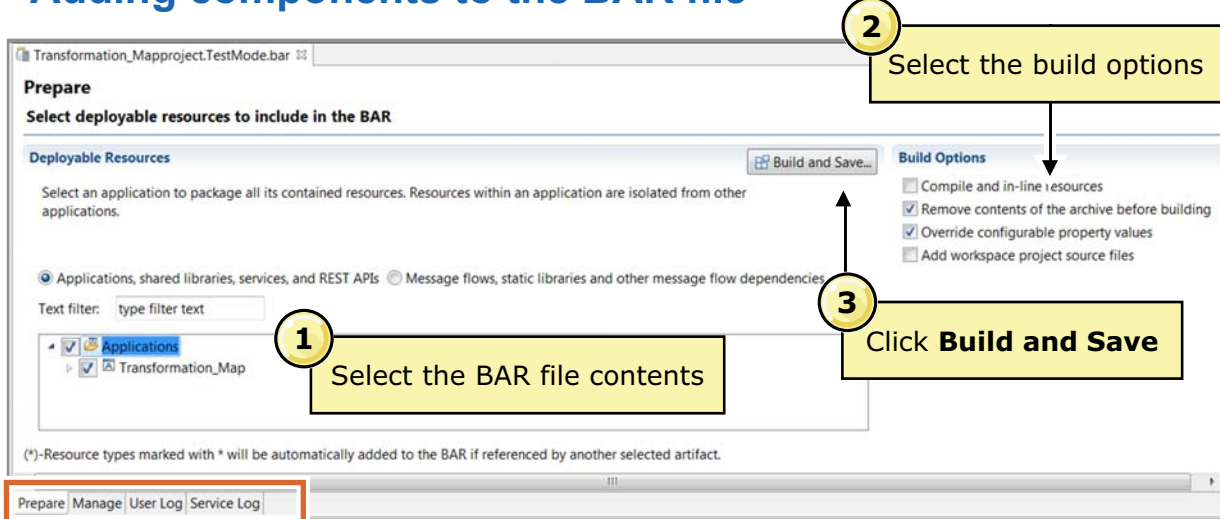 Adding components to the BAR file
2
Select the build options
Transformation_Mapproject.TestMode.bar
Prepare
Select deployable resources to include in the BAR
Deployable Resources
Build and Save...
Build Options
Select an application to package all its contained resources. Resources within an application are isolated from other
applications.
Compile and in-line resources
Remove contents of the archive before building
Override configurable property values
Add workspace project source files
Applications, shared libraries, services, and REST APIs
Message flows, static libraries and other message flow dependencies
Text filter:
type filter text
3
Click Build and Save
Applications
Transformation_Map
1
Select the BAR file contents
(*)-Resource types marked with * will be automatically added to the BAR if referenced by another selected artifact.
Prepare
Manage
User Log
Service Log